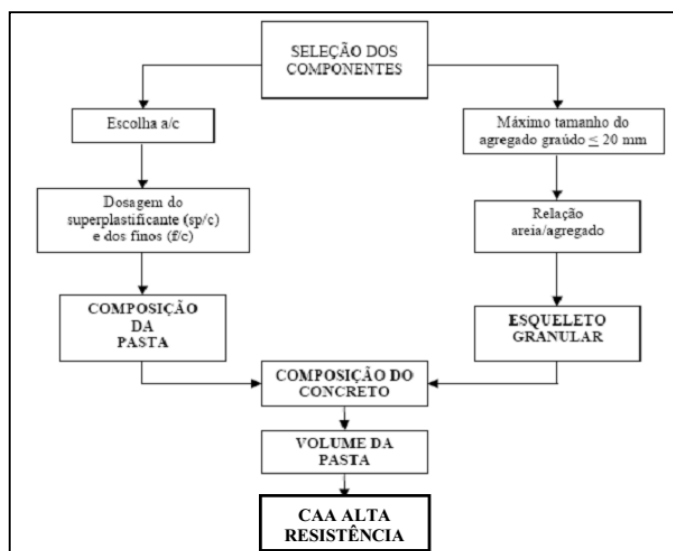 SELEÇÃO DOS
COMPONENTES
Escolha a/c
Máximo tamanho do
agregado graúdo ≤ 20 mm
Dosagem do
superplastificante (sp/c)
e dos finos (f/c)
Relação
areia/agregado
COMPOSIÇÃO
DA
PASTA
ESQUELETO
GRANULAR
COMPOSIÇÃO DO
CONCRETO
VOLUME DA
PASTA
CAA ALTA
RESISTÊNCIA